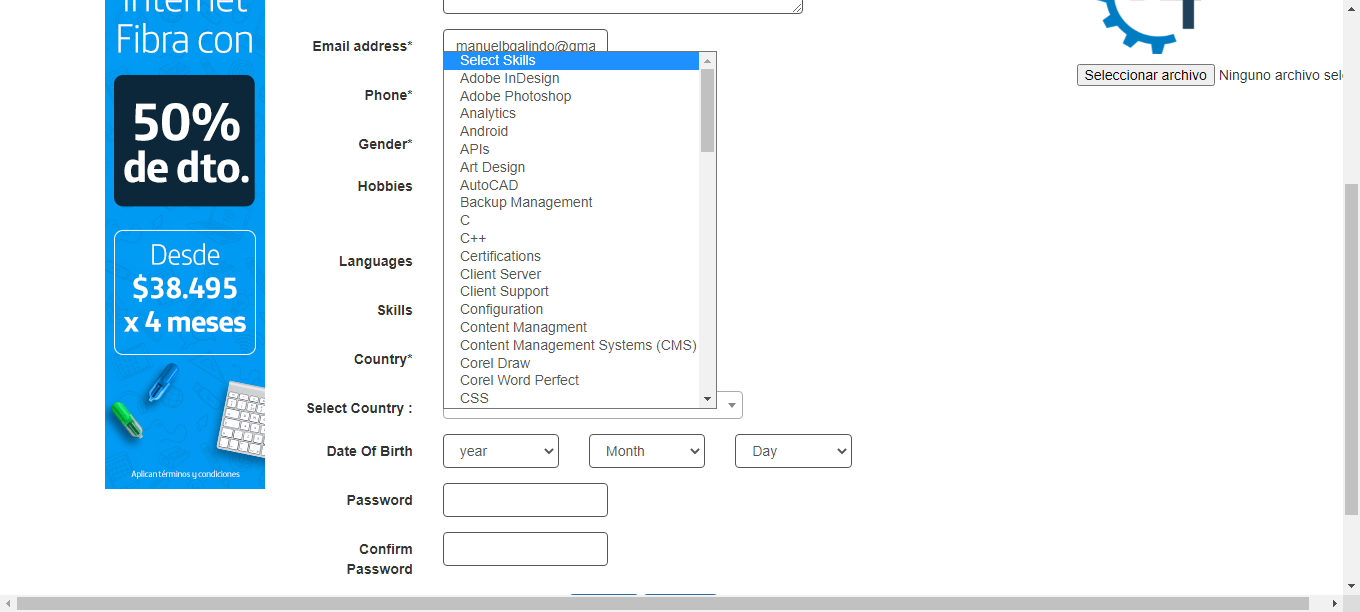 Internet
Fibra con
50%
de dto.
Desde
$38.495
x 4 meses
Aplican términos y condiciones
Email address*
manuelbgalindo@gma
Phone*
Gender*
Hobbies
Languages
Skills
Select Skills
Adobe InDesign
Adobe Photoshop
Analytics
Android
APIs
Art Design
AutoCAD
Backup Management
C
C++
Certifications
Client Server
Client Support
Configuration
Content Managment
Content Management Systems (CMS)
Corel Draw
Corel Word Perfect
CSS
Country*
Select Country :
Date Of Birth
year
Month
Day
Password
Confirm
Password
Seleccionar archivo
Ninguno archivo sel